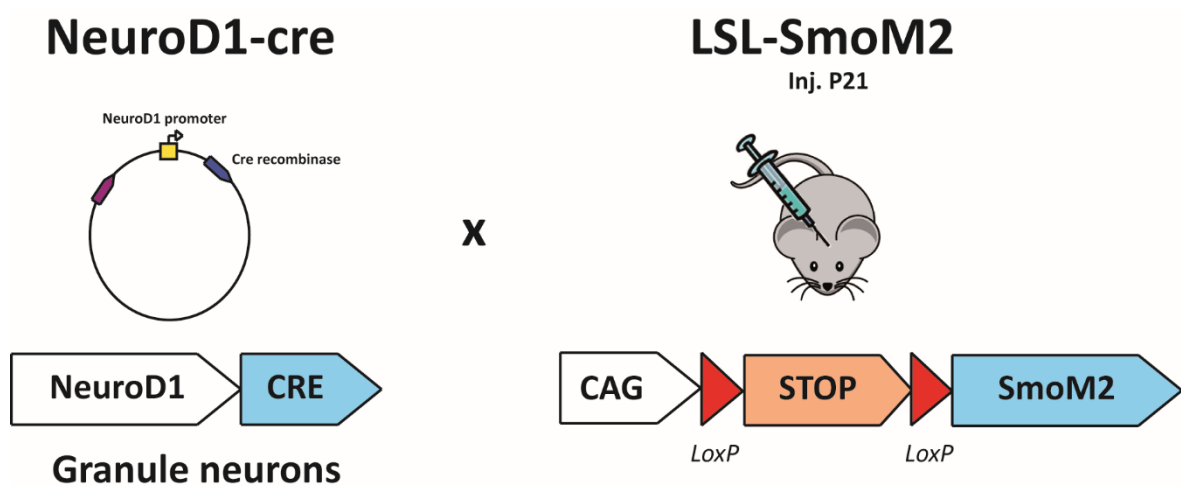 NeuroD1-cre
NeuroD1 promoter
Cre recombinase
NeuroD1
CRE
Granule neurons
x
LSL-SmoM2
Inj. P21
CAG
STOP
SmoM2
LoxP
LoxP